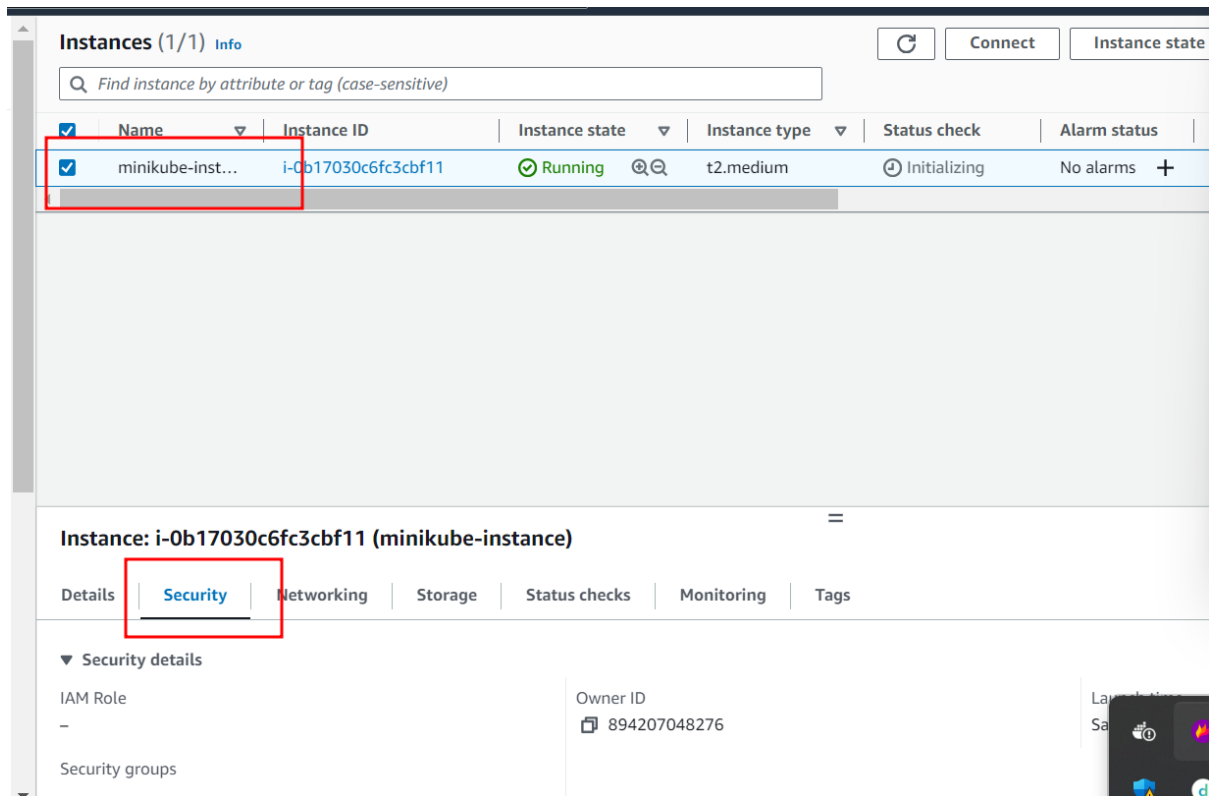 Instances (1/1) Info
Connect
Instance state
Find instance by attribute or tag (case-sensitive)
Name Instance ID Instance state Instance type Status check Alarm status
minikube-inst... i-0b17030c6fc3cbf11 Running t2.medium Initializing No alarms +
Instance: i-0b17030c6fc3cbf11 (minikube-instance)
Details Security Networking Storage Status checks Monitoring Tags
Security details
IAM Role
–
Owner ID
894207048276
Security groups